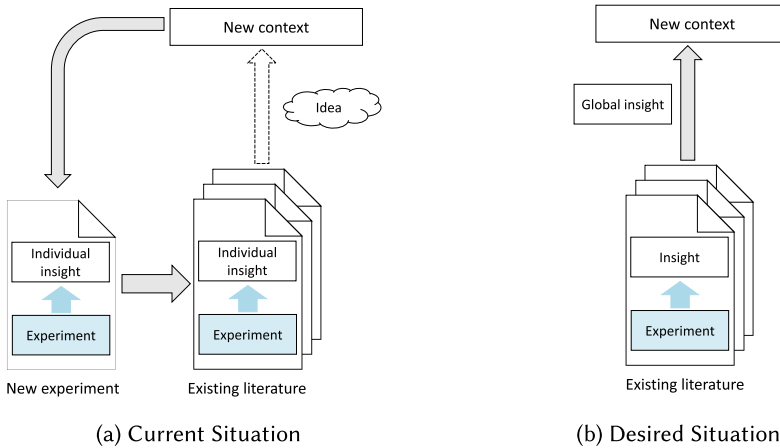 New context
Idea
Individual
insight
Experiment
New experiment
Individual
insight
Experiment
Existing literature
(a) Current Situation
New context
Global insight
Insight
Experiment
Existing literature
(b) Desired Situation